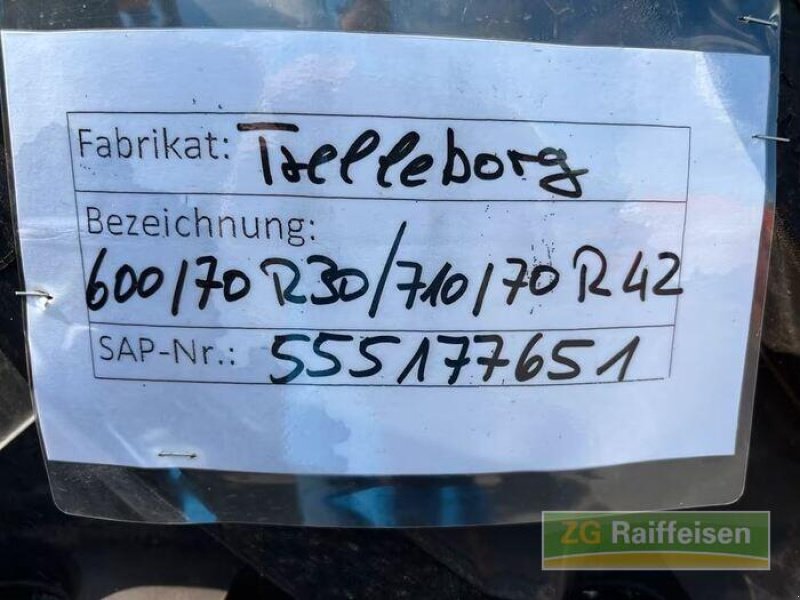 Fabrikat: Trelleborg
Bezeichnung:
600/70 R30/710/70 R42
SAP-Nr.: 555177651
ZG Raiffeisen